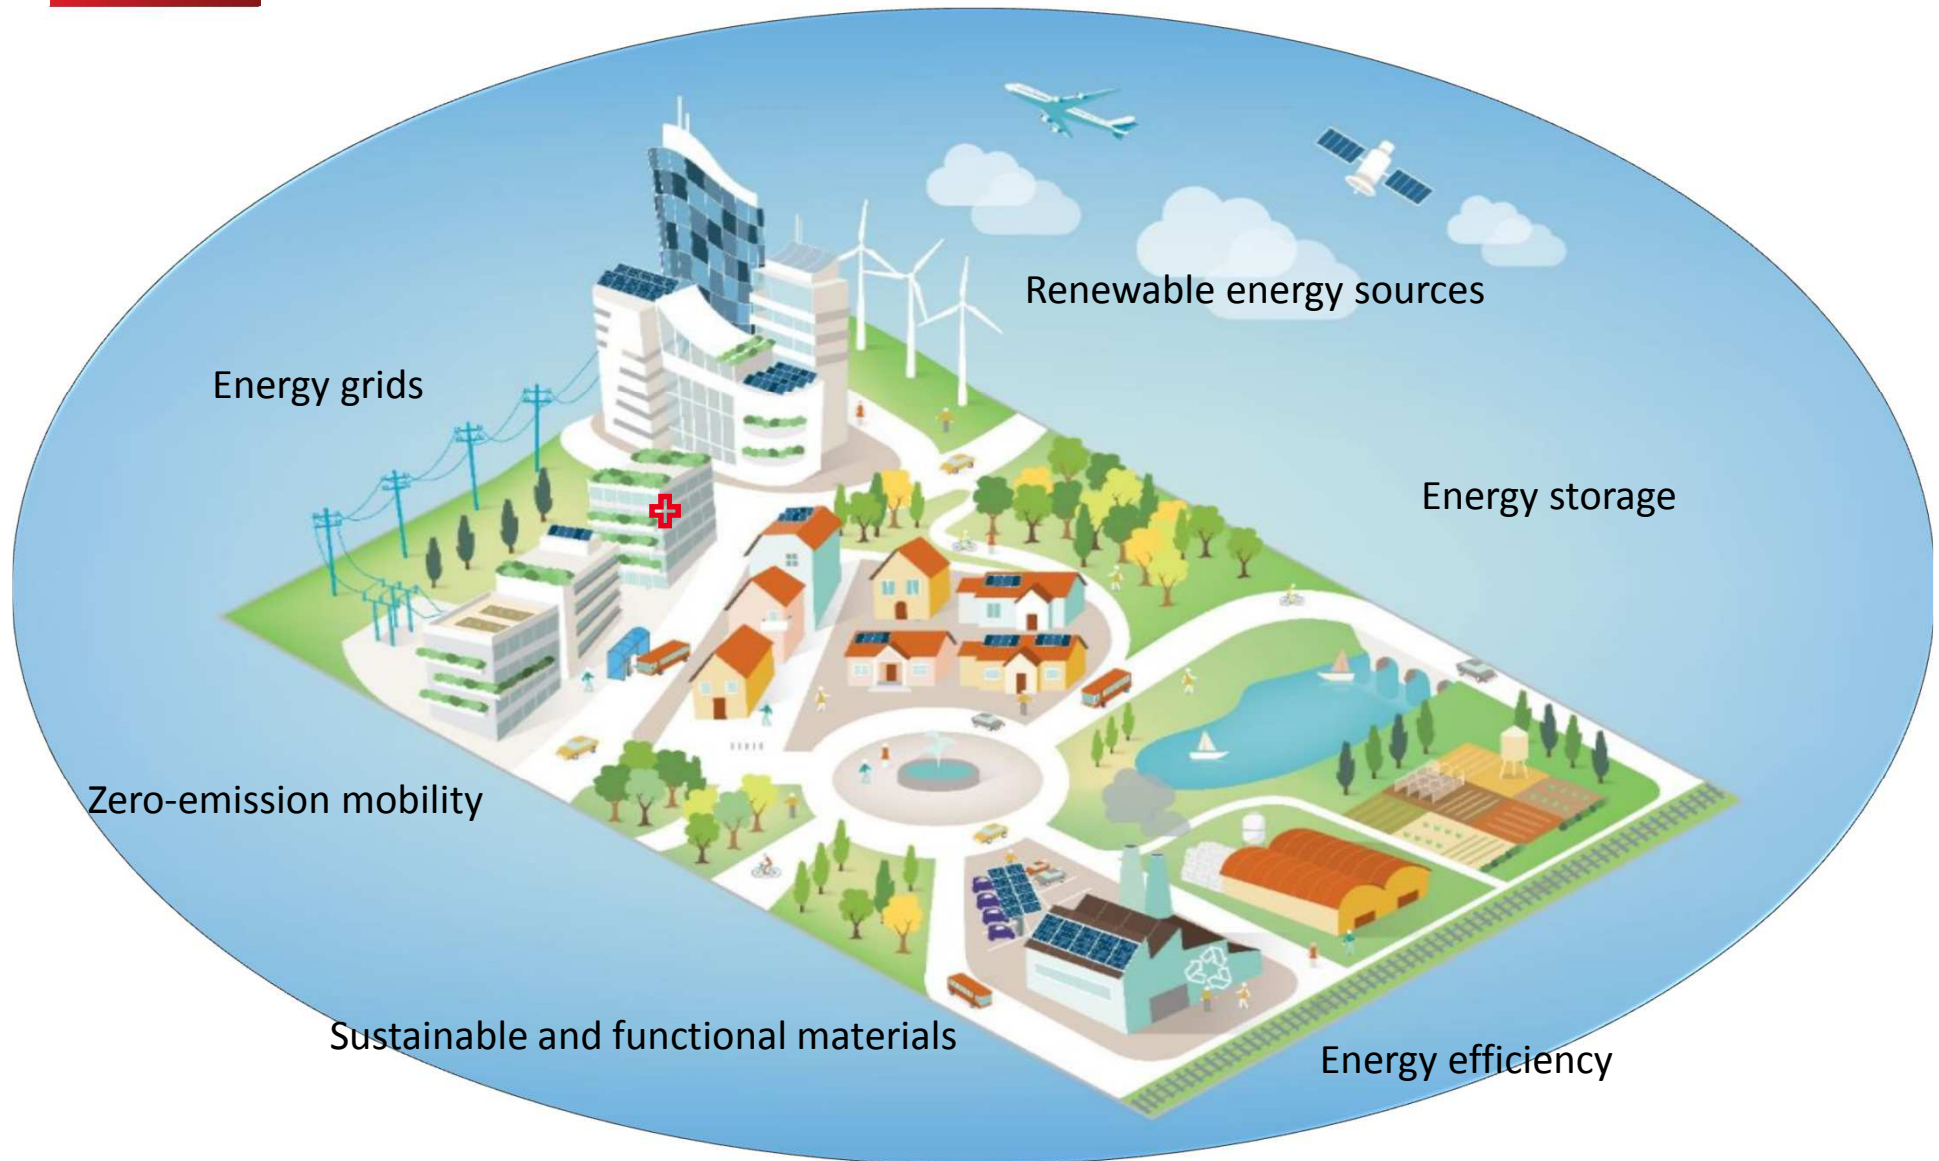 Renewable energy sources
Energy grids
Energy storage
Zero-emission mobility
Sustainable and functional materials
Energy efficiency